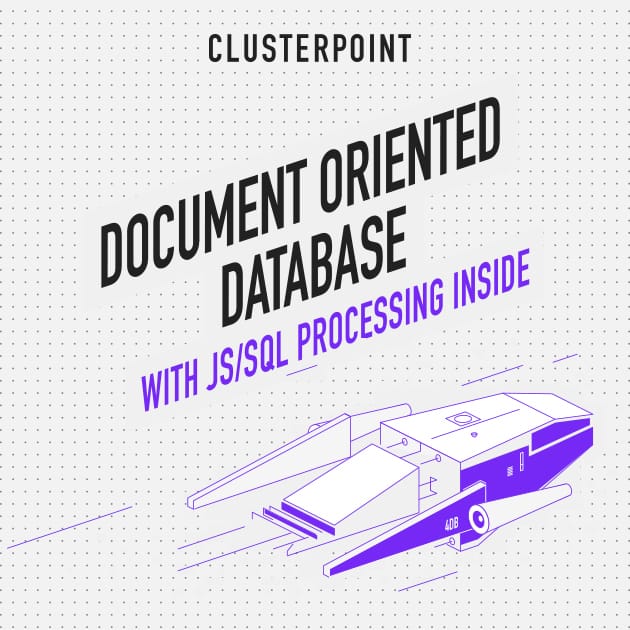 CLUSTERPOINT
DOCUMENT ORIENTED
DATABASE
WITH JS/SQL PROCESSING INSIDE
4DB